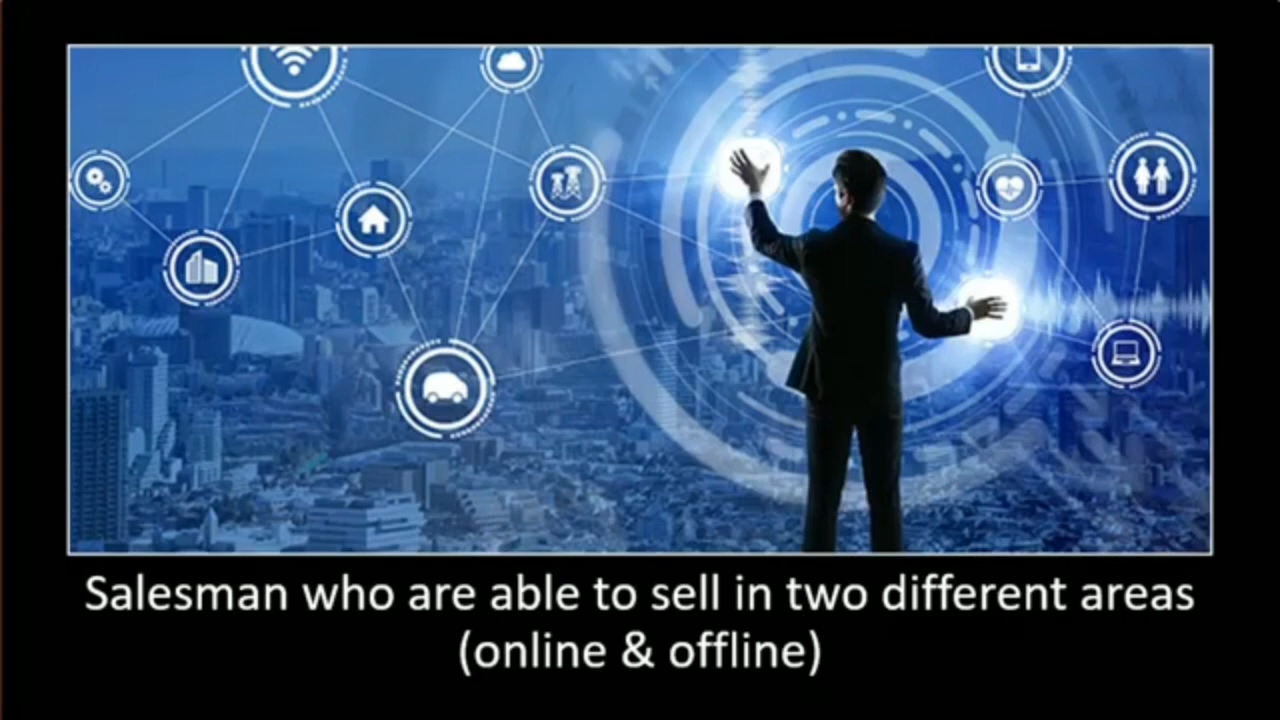 Salesman who are able to sell in two different areas
(online & offline)